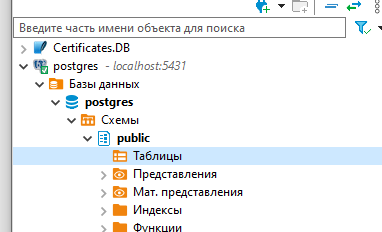 Введите часть имени объекта для поиска
Certificates.DB
postgres - localhost:5431
Базы данных
postgres
Схемы
public
Таблицы
Представления
Мат. представления
Индексы
Функции